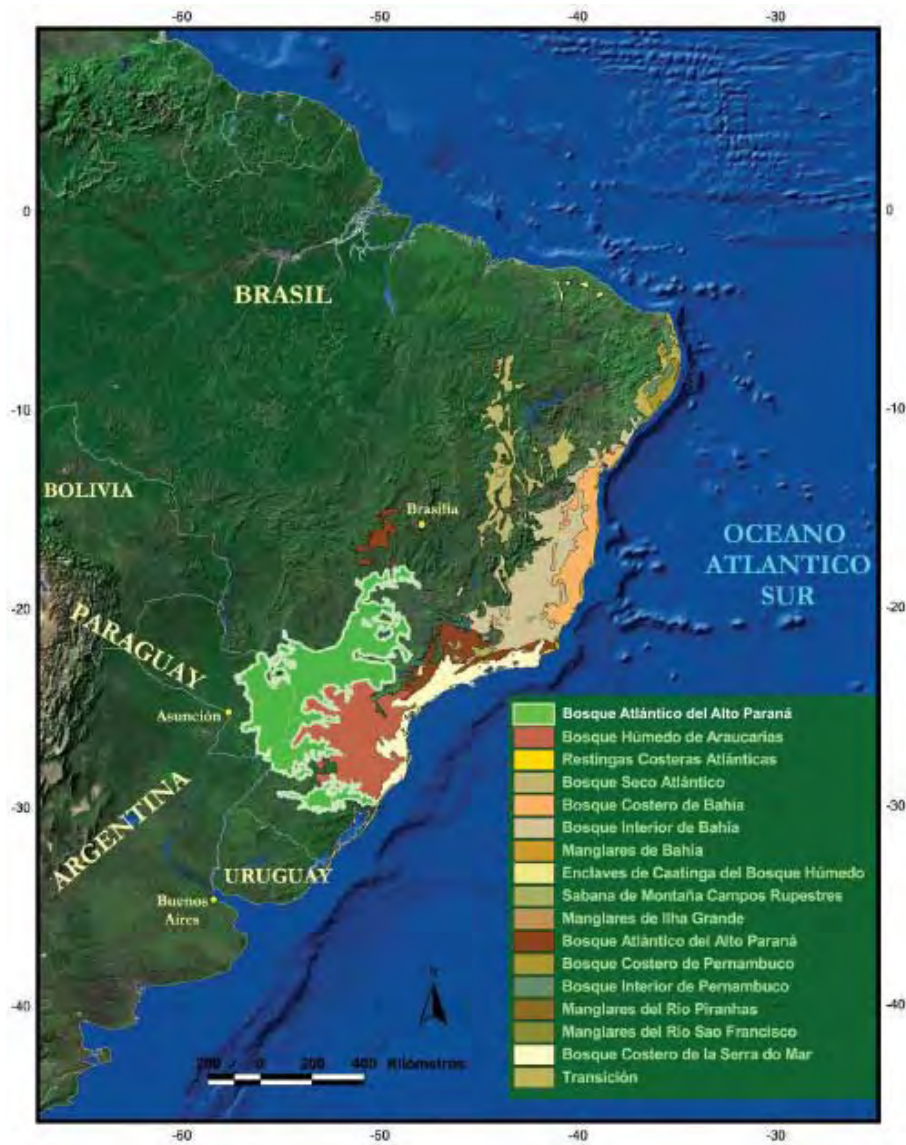 -60 -50 -40 -30
0 0
BRASIL
-10 -10
BOLIVIA
Brasilia
OCEANO
ATLANTICO
SUR
-20 -20
PARAGUAY
Asunción
ARGENTINA
-30 -30
URUGUAY
Buenos
Aires
-40 -40
Bosque Atlántico del Alto Paraná
Bosque Húmedo de Araucarias
Restingas Costeras Atlánticas
Bosque Seco Atlántico
Bosque Costero de Bahía
Bosque Interior de Bahía
Manglares de Bahía
Enclaves de Caatinga del Bosque Húmedo
Sabana de Montaña Campos Rupestres
Manglares de Ilha Grande
Bosque Atlántico del Alto Paraná
Bosque Costero de Pernambuco
Bosque Interior de Pernambuco
Manglares del Río Piranhas
Manglares del Río Sao Francisco
Bosque Costero de la Serra do Mar
Transición
200 0 200 400 Kilómetros
-60 -50 -40 -30